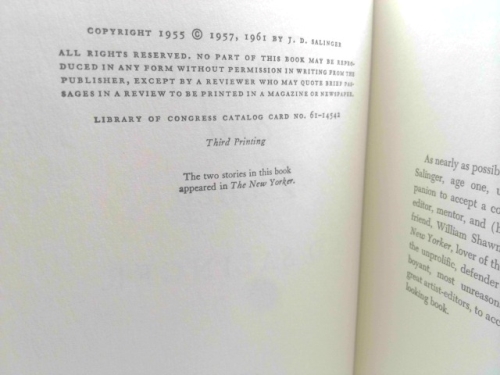 COPYRIGHT 1955 © 1957, 1961 BY J. D. SALINGER
ALL RIGHTS RESERVED. NO PART OF THIS BOOK MAY BE REPRO-
DUCED IN ANY FORM WITHOUT PERMISSION IN WRITING FROM THE
PUBLISHER, EXCEPT BY A REVIEWER WHO MAY QUOTE BRIEF PAS-
SAGES IN A REVIEW TO BE PRINTED IN A MAGAZINE OR NEWSPAPER.
LIBRARY OF CONGRESS CATALOG CARD NO. 61-14542
Third Printing
The two stories in this book
appeared in The New Yorker.
As nearly as possib
Salinger, age one, u
panion to accept a co
editor, mentor, and (h
friend, William Shawn
New Yorker, lover of th
the unprolific, defender
boyant, most unreason
great artist-editors, to acc
looking book.